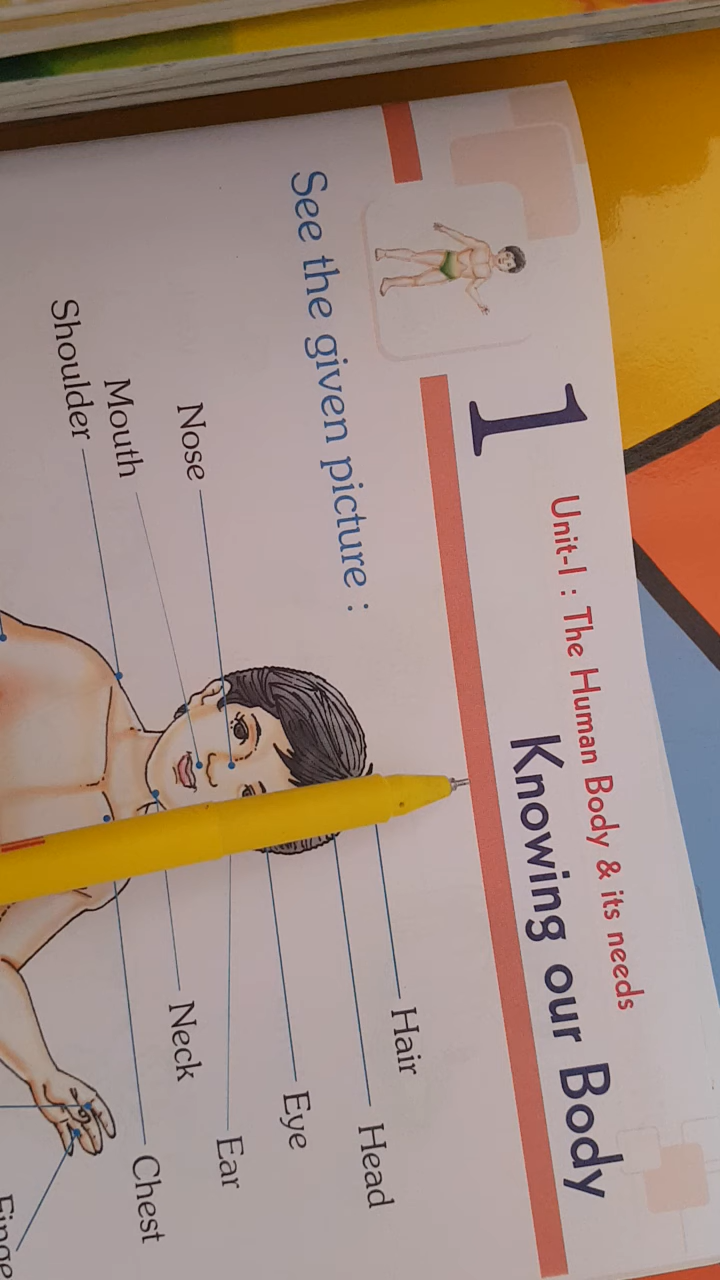 Unit-I : The Human Body & its needs
1
Knowing our Body
See the given picture :
Hair
Head
Eye
Nose
Ear
Mouth
Neck
Shoulder
Chest